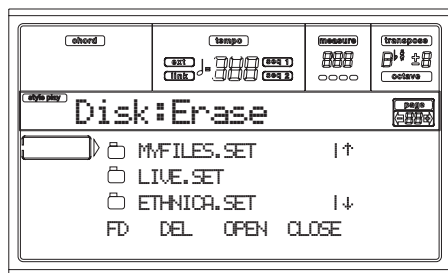 chord tempo measure transpose
ext seq 1
link seq 2
octave
style play Disk:Erase page
MYFILES.SET
LIVE.SET
ETHNICA.SET
FD DEL OPEN CLOSE